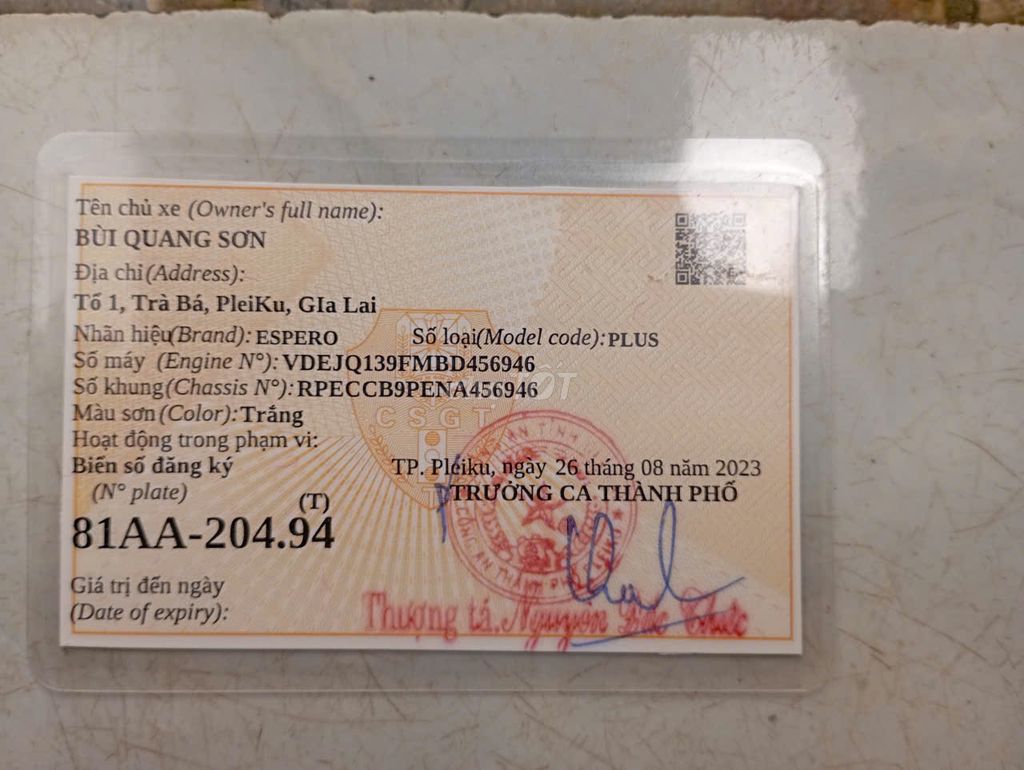 Tên chủ xe (Owner's full name):
BÙI QUANG SƠN
Địa chỉ (Address):
Tổ 1, Trà Bá, PleiKu, GIa Lai
Nhãn hiệu(Brand): ESPERO Số loại(Model code): PLUS
Số máy (Engine N°): VDEJQ139FMBD456946
Số khung(Chassis N°): RPECCB9PENA456946
Màu sơn(Color): Trắng
CSGT
Hoạt động trong phạm vi:
Biển số đăng ký
(N° plate)
(T)
81AA-204.94
TP. Pleiku, ngày 26 tháng 08 năm 2023
TRƯỞNG CA THÀNH PHỐ
Thượng tá. Nguyễn
Giá trị đến ngày
(Date of expiry):